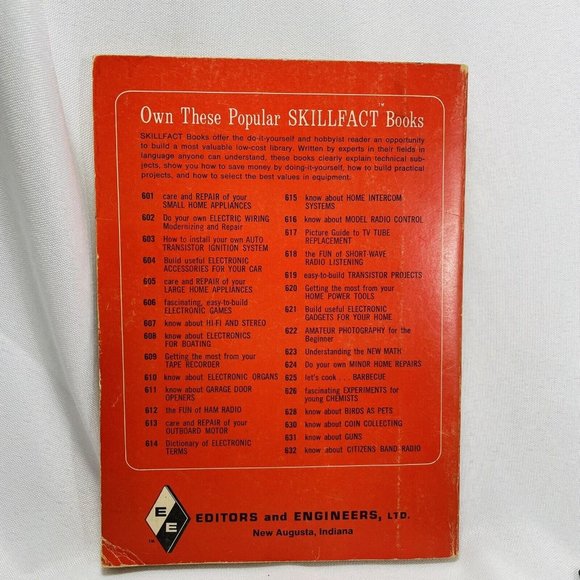 Own These Popular SKILLFACT™ Books
SKILLFACT Books offer the do-it-yourself and hobbyist reader an opportunity
to build a most valuable low-cost library. Written by experts in their fields in
language anyone can understand, these books clearly explain technical sub-
jects, show you how to save money by doing-it-yourself, how to build practical
projects, and how to select the best values in equipment.
601 care and REPAIR of your
SMALL HOME APPLIANCES
602 Do your own ELECTRIC WIRING
Modernizing and Repair
603 How to install your own AUTO
TRANSISTOR IGNITION SYSTEM
604 Build useful ELECTRONIC
ACCESSORIES FOR YOUR CAR
605 care and REPAIR of your
LARGE HOME APPLIANCES
606 fascinating, easy-to-build
ELECTRONIC GAMES
607 know about HI-FI AND STEREO
608 know about ELECTRONICS
FOR BOATING
609 Getting the most from your
TAPE RECORDER
610 know about ELECTRONIC ORGANS
611 know about GARAGE DOOR
OPENERS
612 the FUN of HAM RADIO
613 care and REPAIR of your
OUTBOARD MOTOR
614 Dictionary of ELECTRONIC
TERMS
615 know about HOME INTERCOM
SYSTEMS
616 know about MODEL RADIO CONTROL
617 Picture Guide to TV TUBE
REPLACEMENT
618 the FUN of SHORT-WAVE
RADIO LISTENING
619 easy-to-build TRANSISTOR PROJECTS
620 Getting the most from your
HOME POWER TOOLS
621 Build useful ELECTRONIC
GADGETS FOR YOUR HOME
622 AMATEUR PHOTOGRAPHY for the
Beginner
623 Understanding the NEW MATH
624 Do your own MINOR HOME REPAIRS
625 let's cook . . . BARBECUE
626 fascinating EXPERIMENTS for
young CHEMISTS
628 know about BIRDS AS PETS
630 know about COIN COLLECTING
631 know about GUNS
632 know about CITIZENS BAND RADIO
E
E
TM
EDITORS and ENGINEERS, LTD.
New Augusta, Indiana